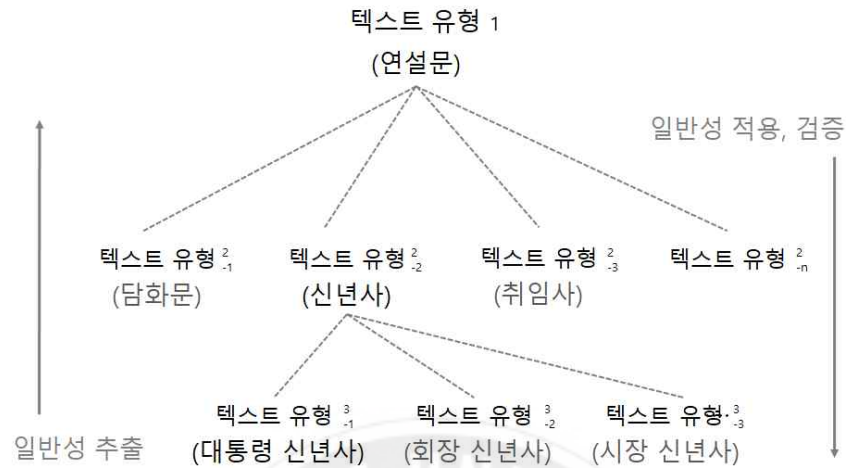 텍스트 유형 1
(연설문)
일반성 적용, 검증
텍스트 유형 2-1 텍스트 유형 2-2 텍스트 유형 2-3 텍스트 유형 2-n
(담화문) (신년사) (취임사)
텍스트 유형 3-1 텍스트 유형 3-2 텍스트 유형·3-3
일반성 추출 (대통령 신년사) (회장 신년사) (시장 신년사)